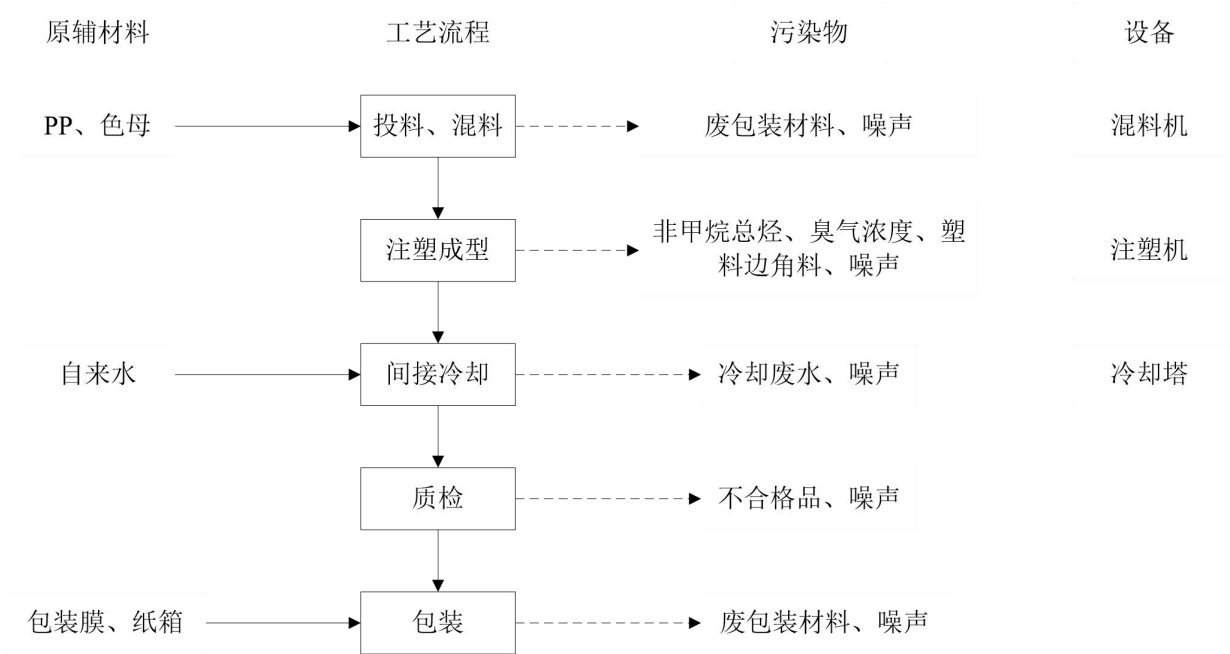 原辅材料 工艺流程 污染物 设备
PP、色母 投料、混料 废包装材料、噪声 混料机
注塑成型 非甲烷总烃、臭气浓度、塑
料边角料、噪声 注塑机
自来水 间接冷却 冷却废水、噪声 冷却塔
质检 不合格品、噪声
包装膜、纸箱 包装 废包装材料、噪声